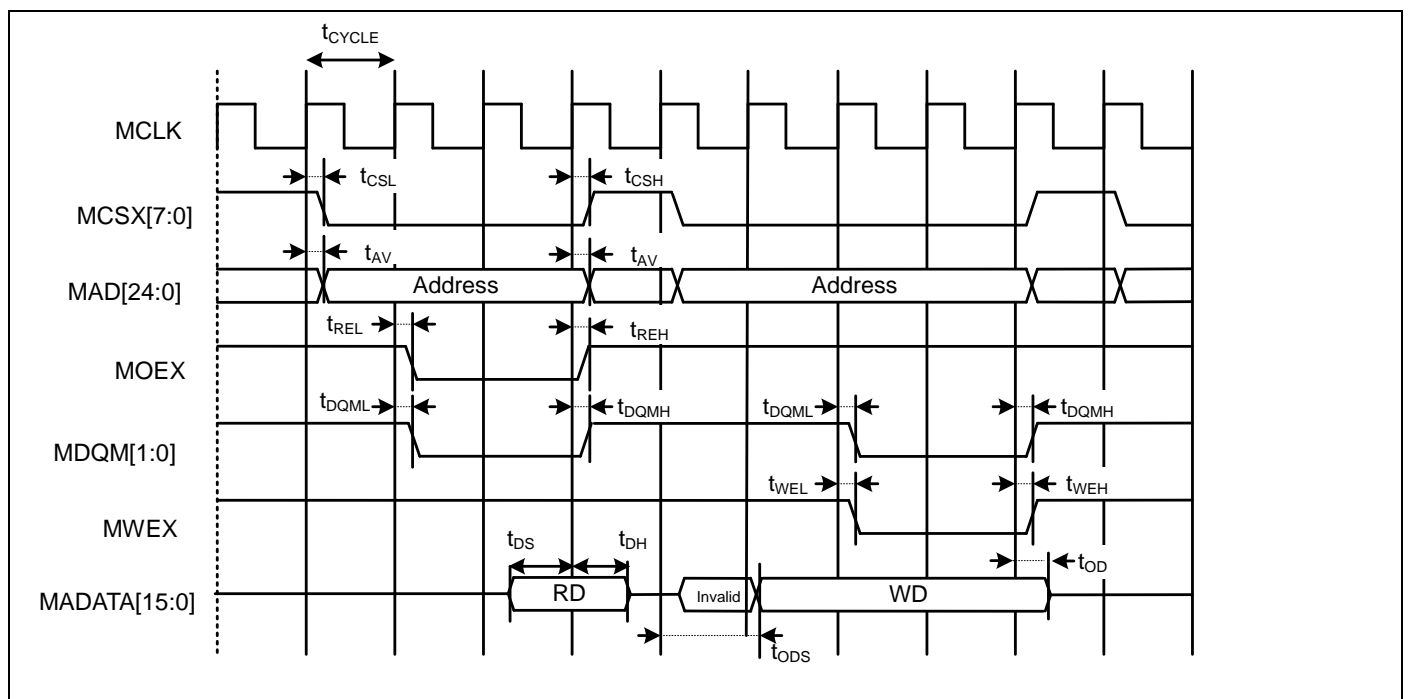 tCYCLE
MCLK
tCSL tCSH
MCSX[7:0]
tAV tAV
MAD[24:0] Address Address
tREL tREH
MOEX
tDQML tDQMH tDQML tDQMH
MDQM[1:0]
tWEL tWEH
MWEX
tDS tDH
tOD
MADATA[15:0] RD Invalid WD
tODS